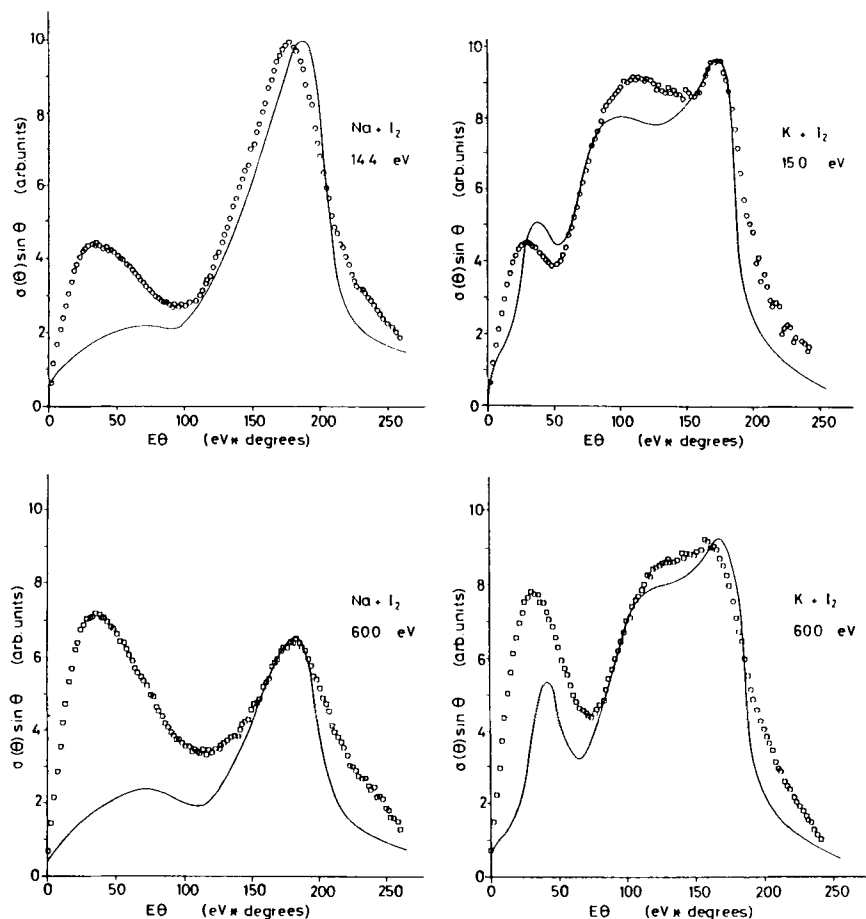 σ(θ) sin θ (arb.units)
10
8
6
4
2
0
Na + I₂
144 eV
0 50 100 150 200 250
Eθ (eV * degrees)
σ(θ) sin θ (arb.units)
10
8
6
4
2
0
K + I₂
150 eV
0 50 100 150 200 250
Eθ (eV * degrees)
σ(θ) sin θ (arb.units)
10
8
6
4
2
0
Na + I₂
600 eV
0 50 100 150 200 250
Eθ (eV * degrees)
σ(θ) sin θ (arb.units)
10
8
6
4
2
0
K + I₂
600 eV
0 50 100 150 200 250
Eθ (eV * degrees)